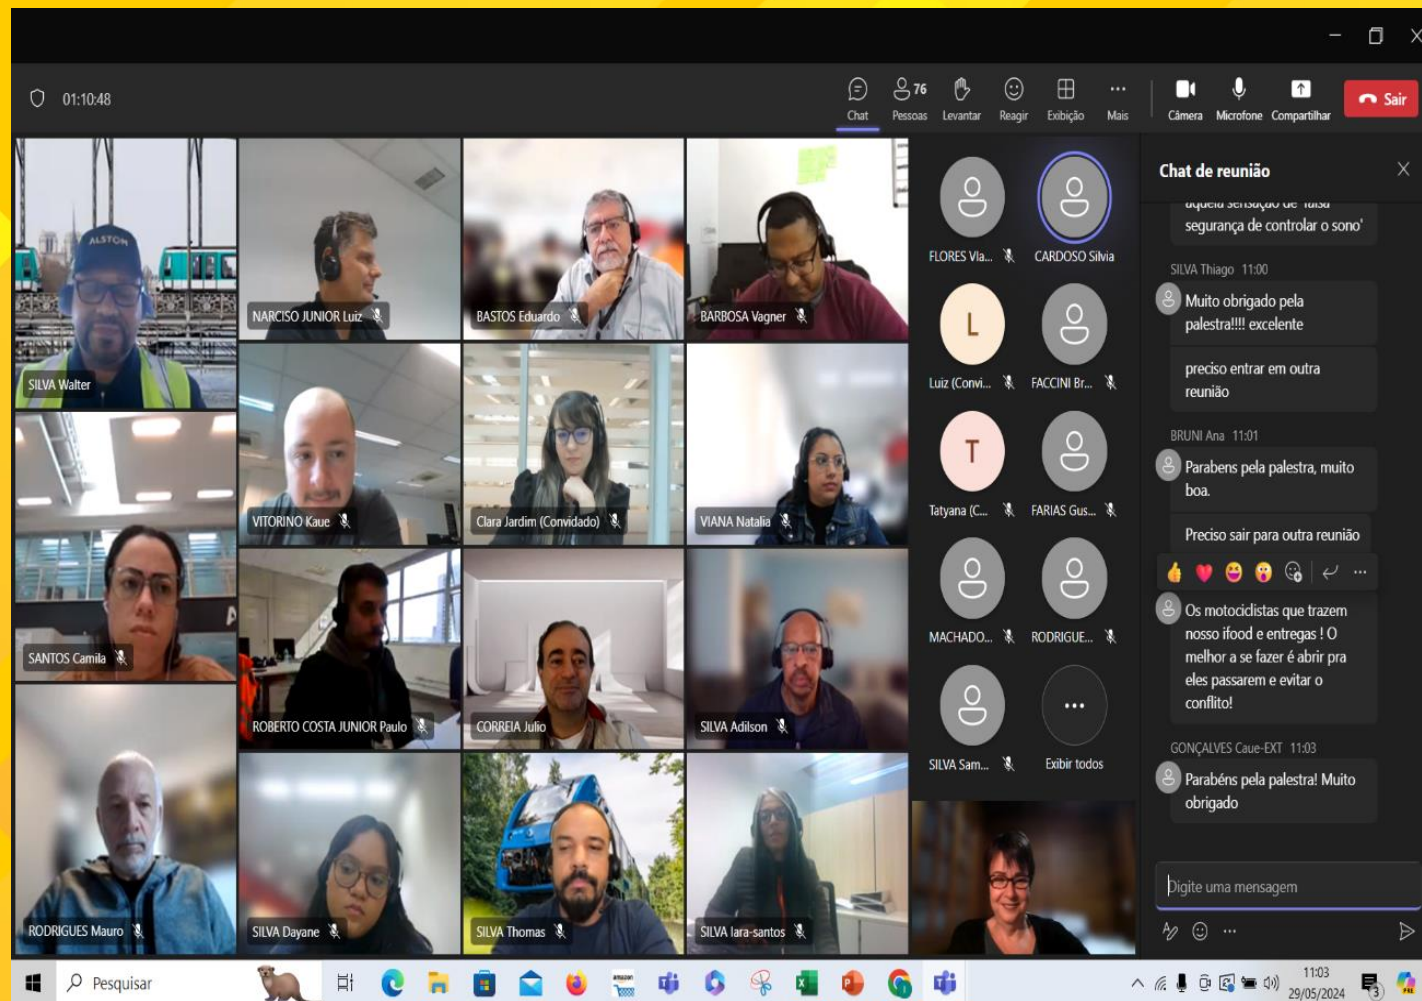 01:10:48
Chat
76
Pessoas
Levantar
Reagir
Exibição
Mais
Câmera
Microfone
Compartilhar
Sair
ALSTOM
SILVA Walter
NARCISO JUNIOR Luiz
BASTOS Eduardo
BARBOSA Vagner
SANTOS Camila
VITORINO Kaue
Clara Jardim (Convidado)
VIANA Natalia
ROBERTO COSTA JUNIOR Paulo
CORREIA Julio
SILVA Adilson
RODRIGUES Mauro
SILVA Dayane
SILVA Thomas
SILVA Iara-santos
FLORES Vla...
CARDOSO Silvia
L
Luiz (Convi...
FACCINI Br...
T
Tatyana (C...
FARIAS Gus...
MACHADO...
RODRIGUE...
SILVA Sam...
Exibir todos
Chat de reunião
aquela sensação de 'falsa
segurança de controlar o sono'
SILVA Thiago 11:00
Muito obrigado pela
palestra!!!! excelente
preciso entrar em outra
reunião
BRUNI Ana 11:01
Parabens pela palestra, muito
boa.
Preciso sair para outra reunião
Os motociclistas que trazem
nosso ifood e entregas ! O
melhor a se fazer é abrir pra
eles passarem e evitar o
conflito!
GONÇALVES Caue-EXT 11:03
Parabéns pela palestra! Muito
obrigado
Digite uma mensagem
Pesquisar
amazon
11:03
29/05/2024
3
PRE